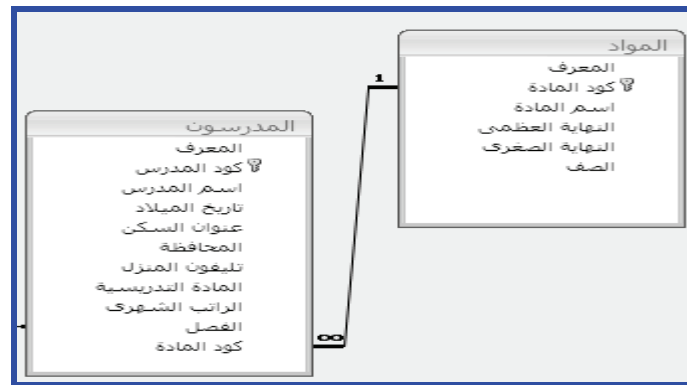 المواد
المعرف
كود المادة
اسم المادة
النهاية العظمى
النهاية الصغرى
الصف
1
∞
المدرسون
المعرف
كود المدرس
اسم المدرس
تاريخ الميلاد
عنوان السكن
المحافظة
تليفون المنزل
المادة التدريسية
الراتب الشهرى
الفصل
كود المادة